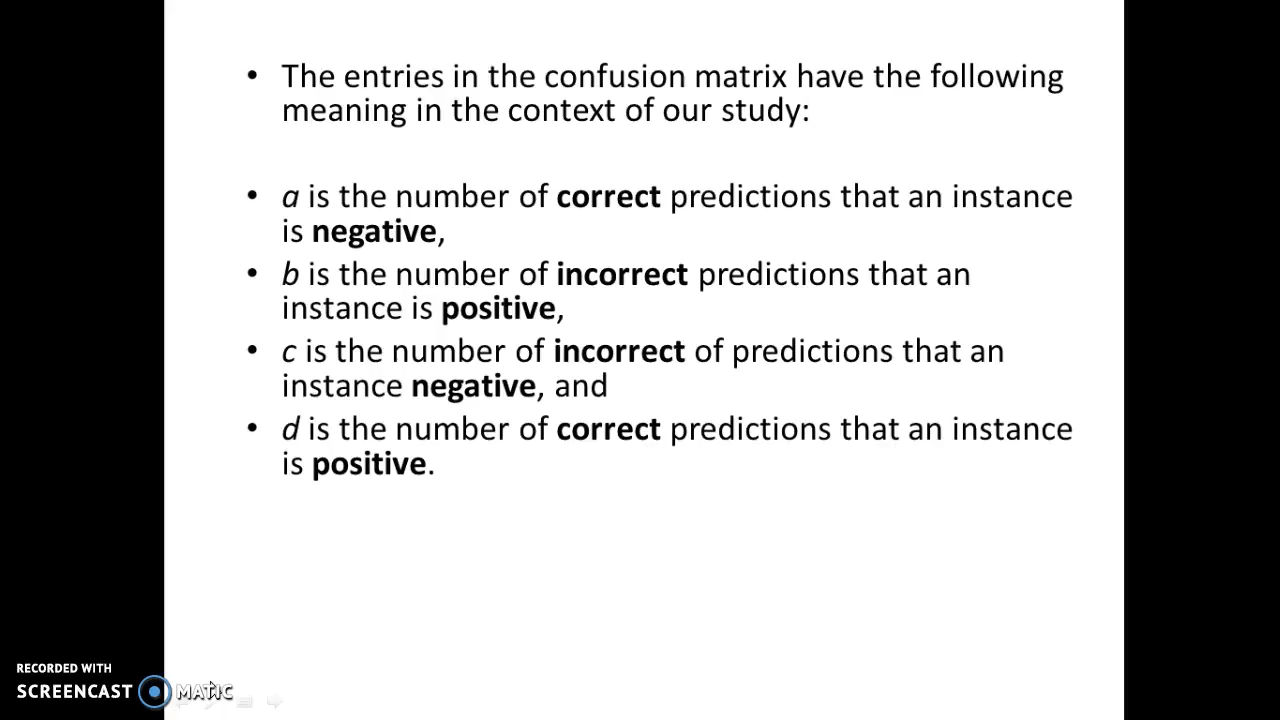 • The entries in the confusion matrix have the following
meaning in the context of our study:
• a is the number of correct predictions that an instance
is negative,
• b is the number of incorrect predictions that an
instance is positive,
• c is the number of incorrect of predictions that an
instance negative, and
• d is the number of correct predictions that an instance
is positive.
RECORDED WITH
SCREENCAST MATIC